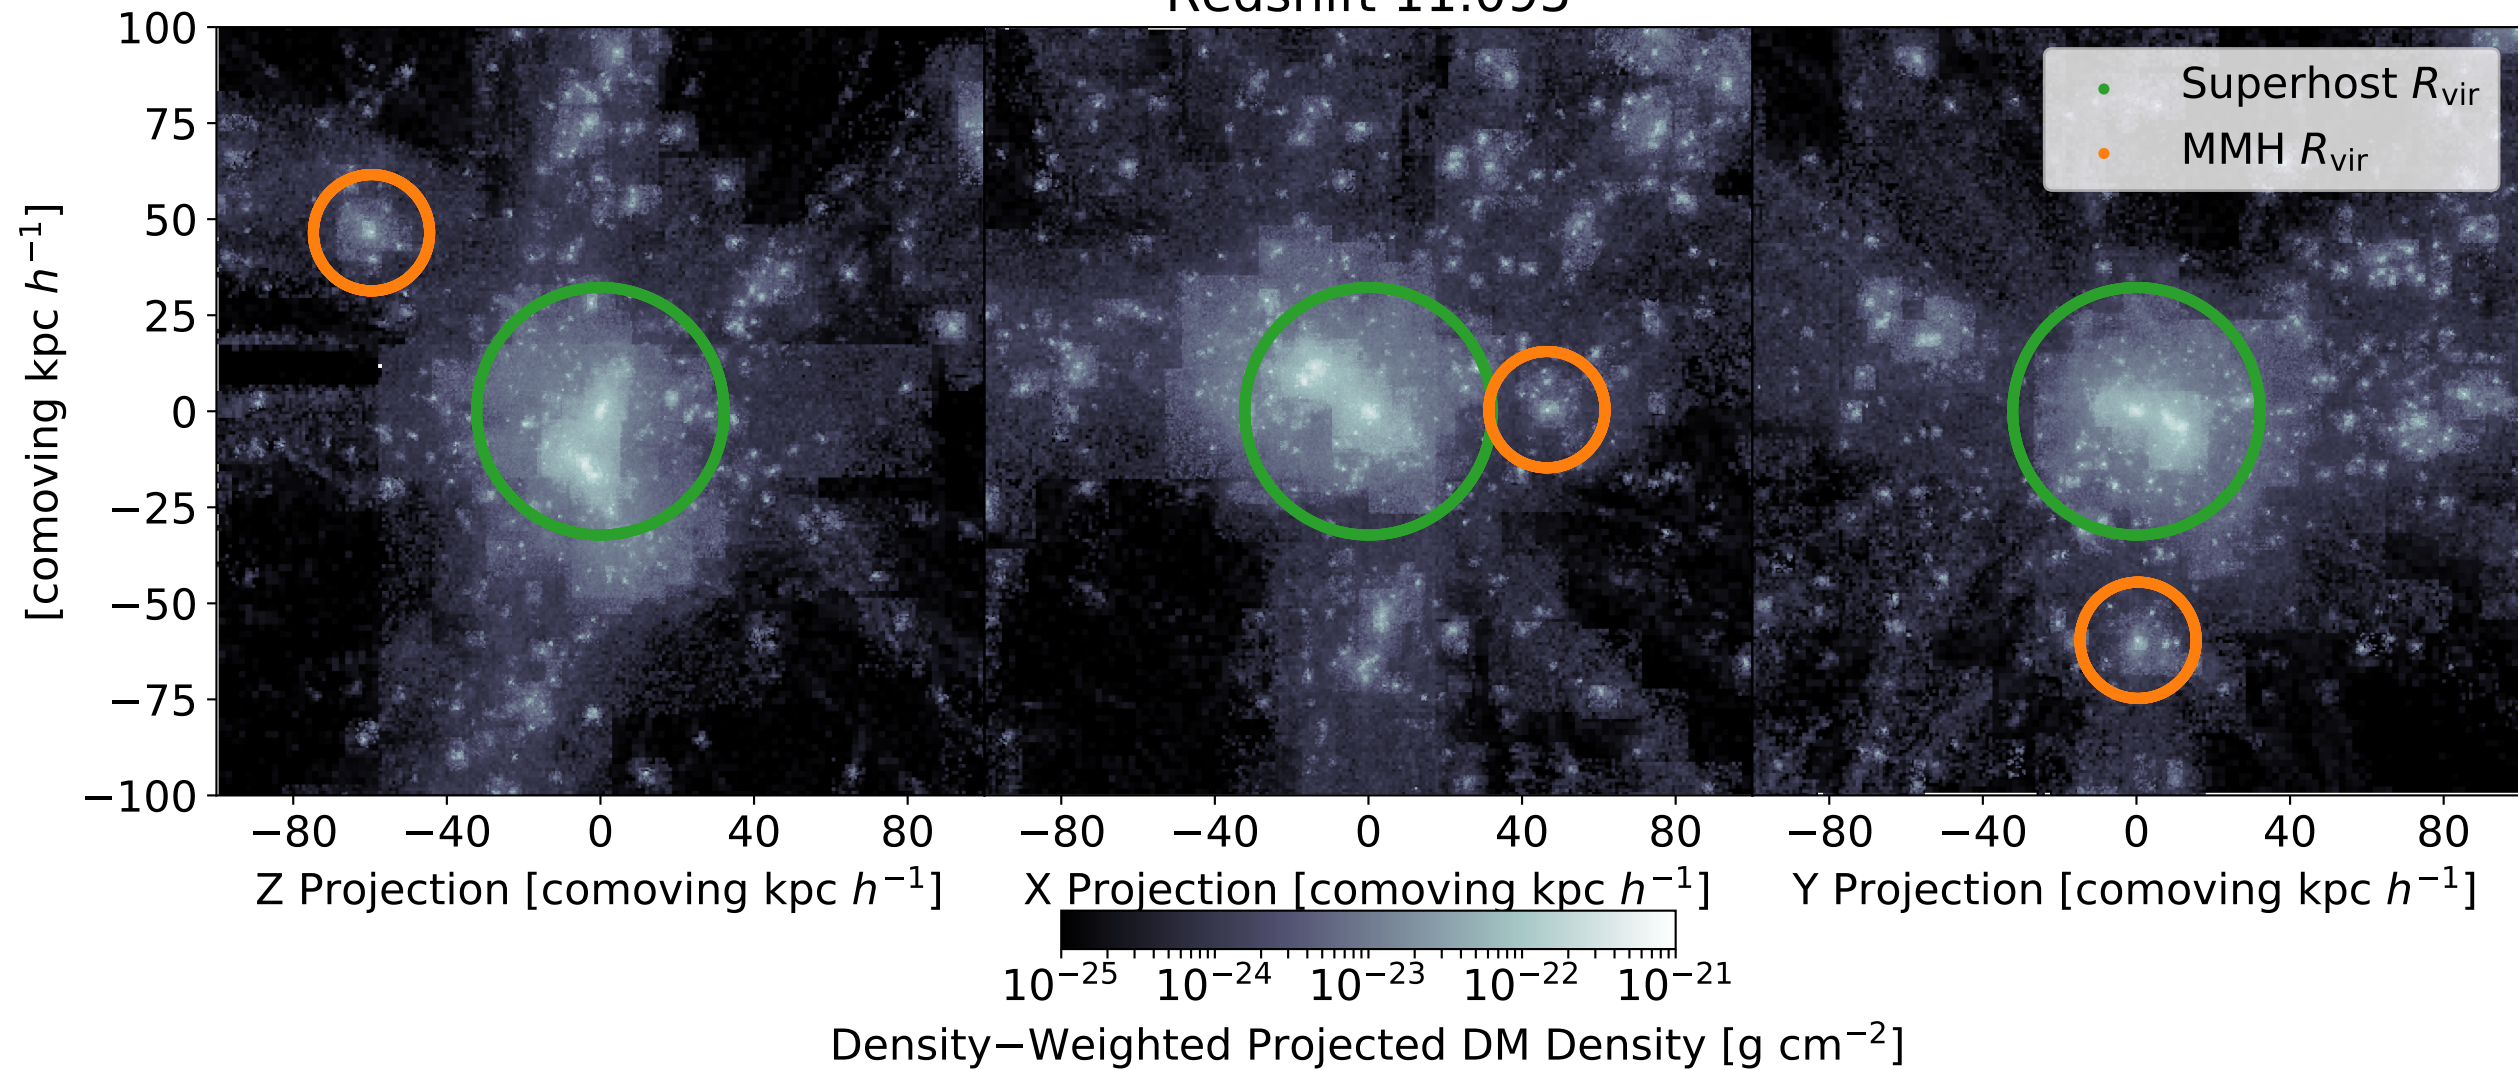 100
75
50
25
0
−25
−50
−75
−100
[comoving kpc h⁻¹]
Superhost R_vir
MMH R_vir
−80 −40 0 40 80 −80 −40 0 40 80 −80 −40 0 40 80
Z Projection [comoving kpc h⁻¹] X Projection [comoving kpc h⁻¹] Y Projection [comoving kpc h⁻¹]
10⁻²⁵ 10⁻²⁴ 10⁻²³ 10⁻²² 10⁻²¹
Density−Weighted Projected DM Density [g cm⁻²]